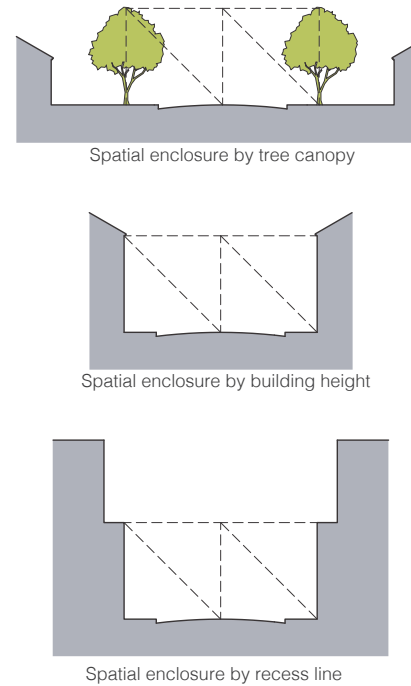 Spatial enclosure by tree canopy
Spatial enclosure by building height
Spatial enclosure by recess line